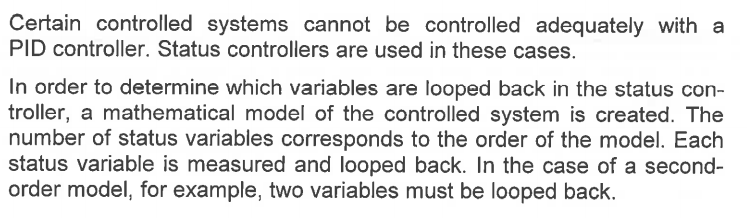 Certain controlled systems cannot be controlled adequately with a
PID controller. Status controllers are used in these cases.
In order to determine which variables are looped back in the status con-
troller, a mathematical model of the controlled system is created. The
number of status variables corresponds to the order of the model. Each
status variable is measured and looped back. In the case of a second-
order model, for example, two variables must be looped back.